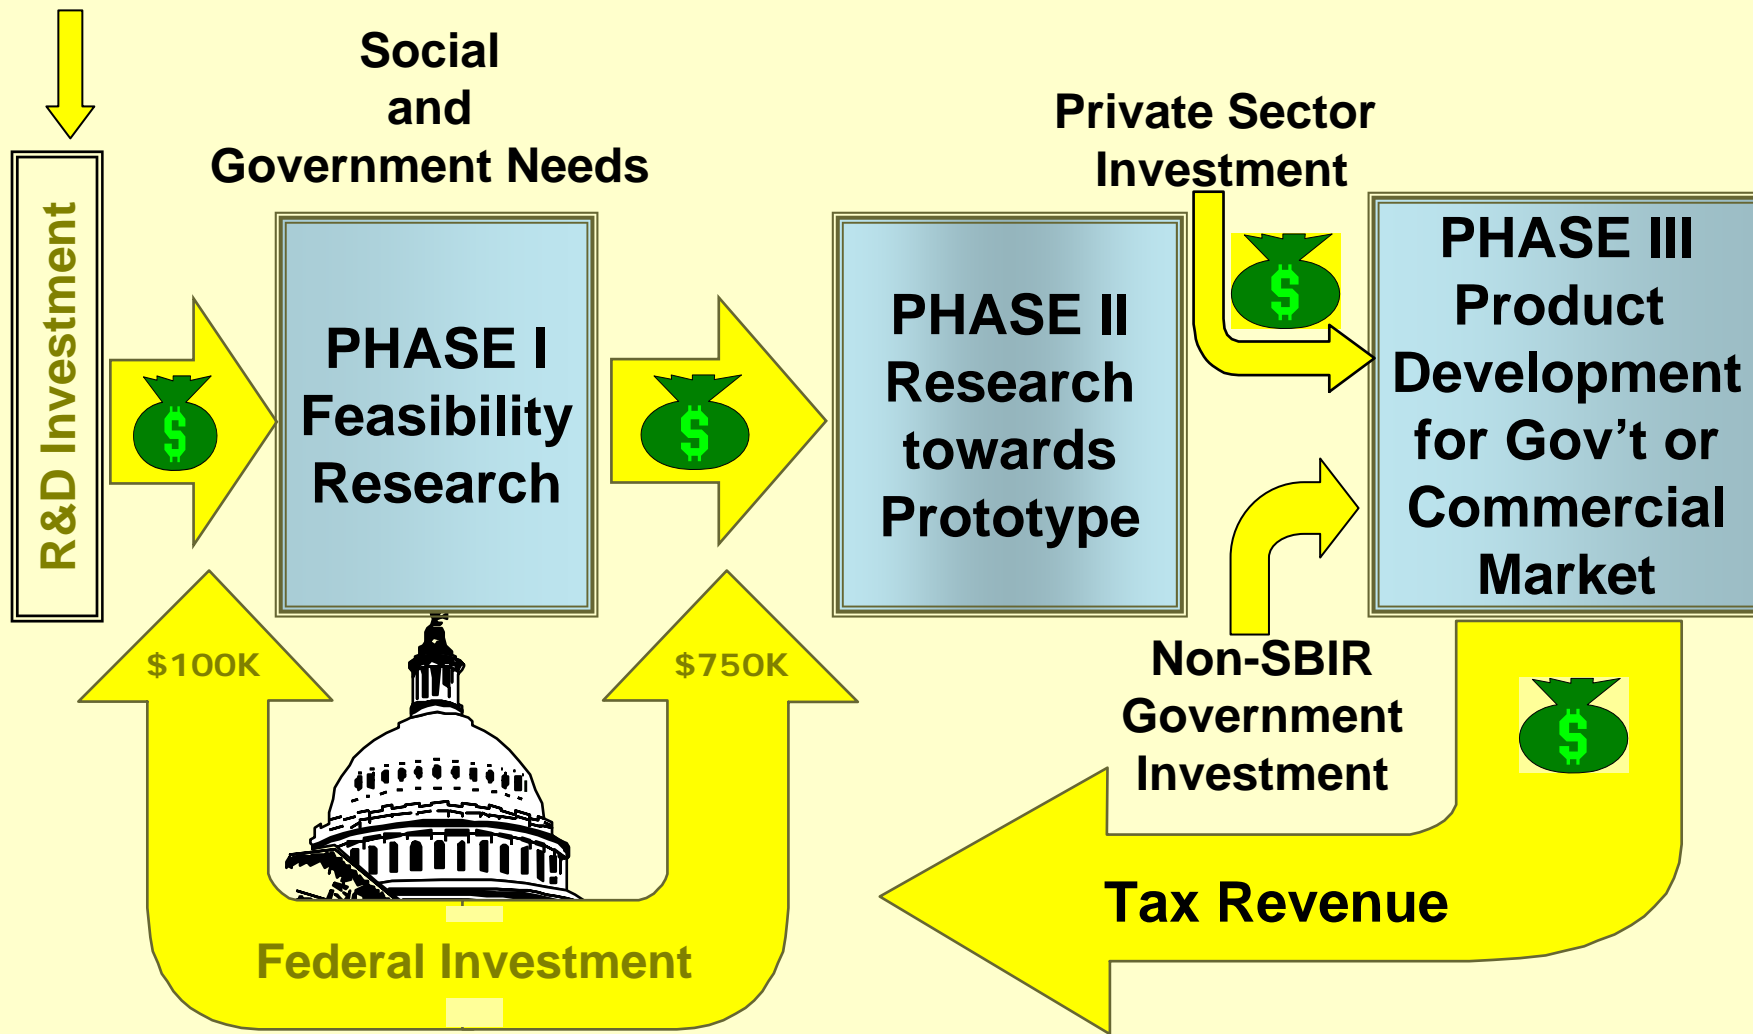 Social
and
Government Needs
Private Sector
Investment
R&D Investment
$
PHASE I
Feasibility
Research
$
PHASE II
Research
towards
Prototype
$
PHASE III
Product
Development
for Gov't or
Commercial
Market
$100K
$750K
Non-SBIR
Government
Investment
$
Tax Revenue
Federal Investment